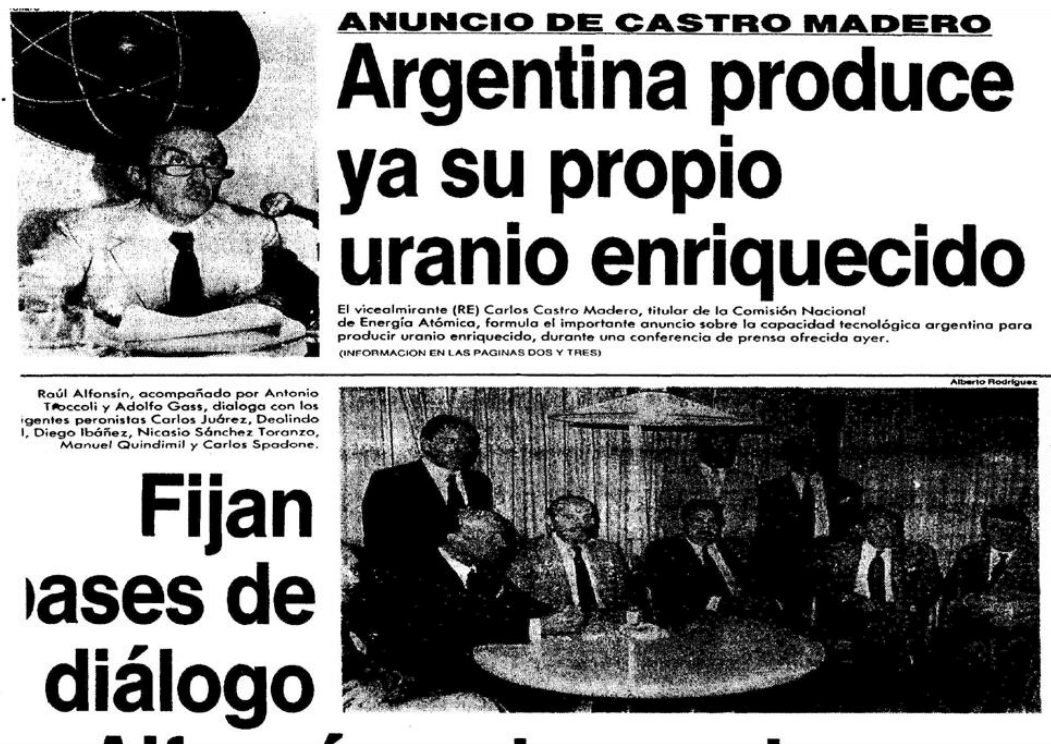 ANUNCIO DE CASTRO MADERO
Argentina produce
ya su propio
uranio enriquecido
El vicealmirante (RE) Carlos Castro Madero, titular de la Comisión Nacional
de Energía Atómica, formula el importante anuncio sobre la capacidad tecnológica argentina para
producir uranio enriquecido, durante una conferencia de prensa ofrecida ayer.
(INFORMACION EN LAS PAGINAS DOS Y TRES)
Alberto Rodríguez
Raúl Alfonsín, acompañado por Antonio
Tróccoli y Adolfo Gass, dialoga con los
igentes peronistas Carlos Juárez, Deolindo
l, Diego Ibáñez, Nicasio Sánchez Toranzo,
Manuel Quindimil y Carlos Spadone.
Fijan
ases de
diálogo